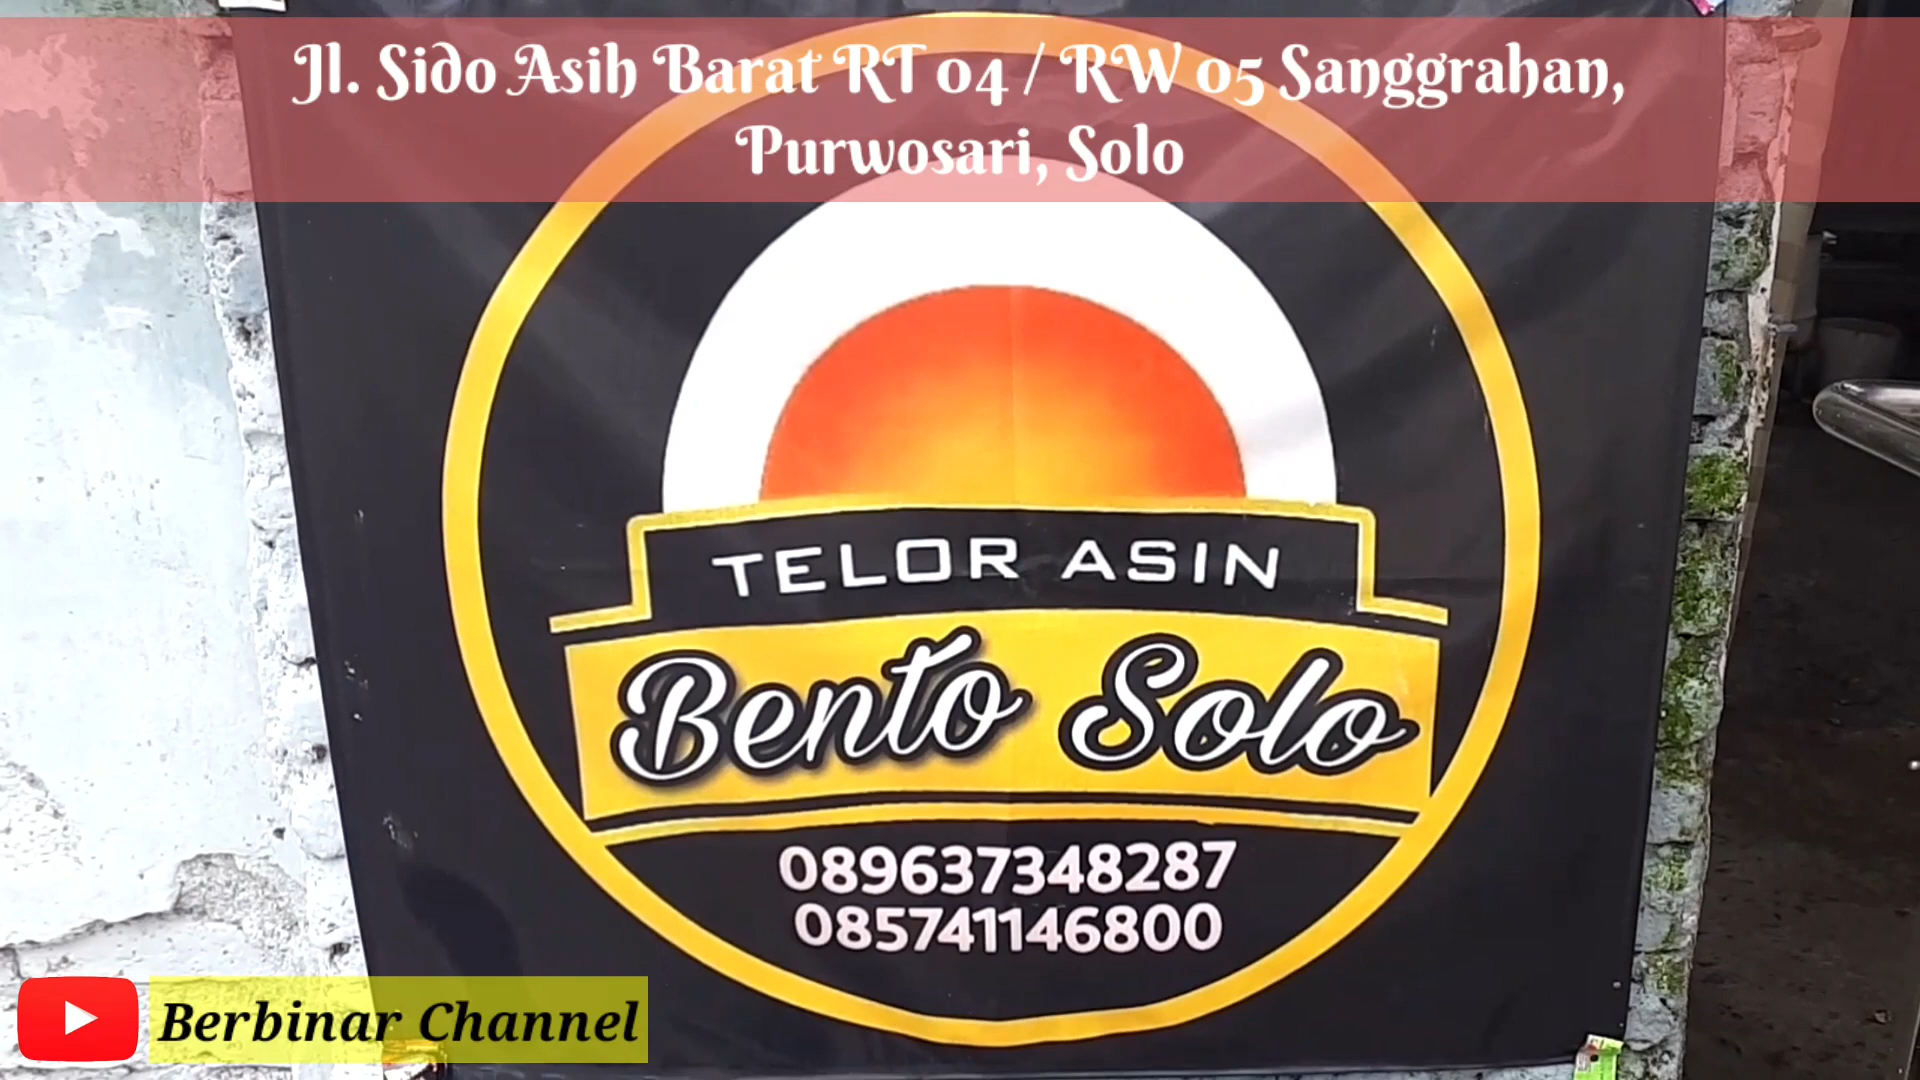 Jl. Sido Asih Barat RT 04 / RW 05 Sanggrahan,
Purwosari, Solo
TELOR ASIN
Bento Solo
089637348287
085741146800
Berbinar Channel